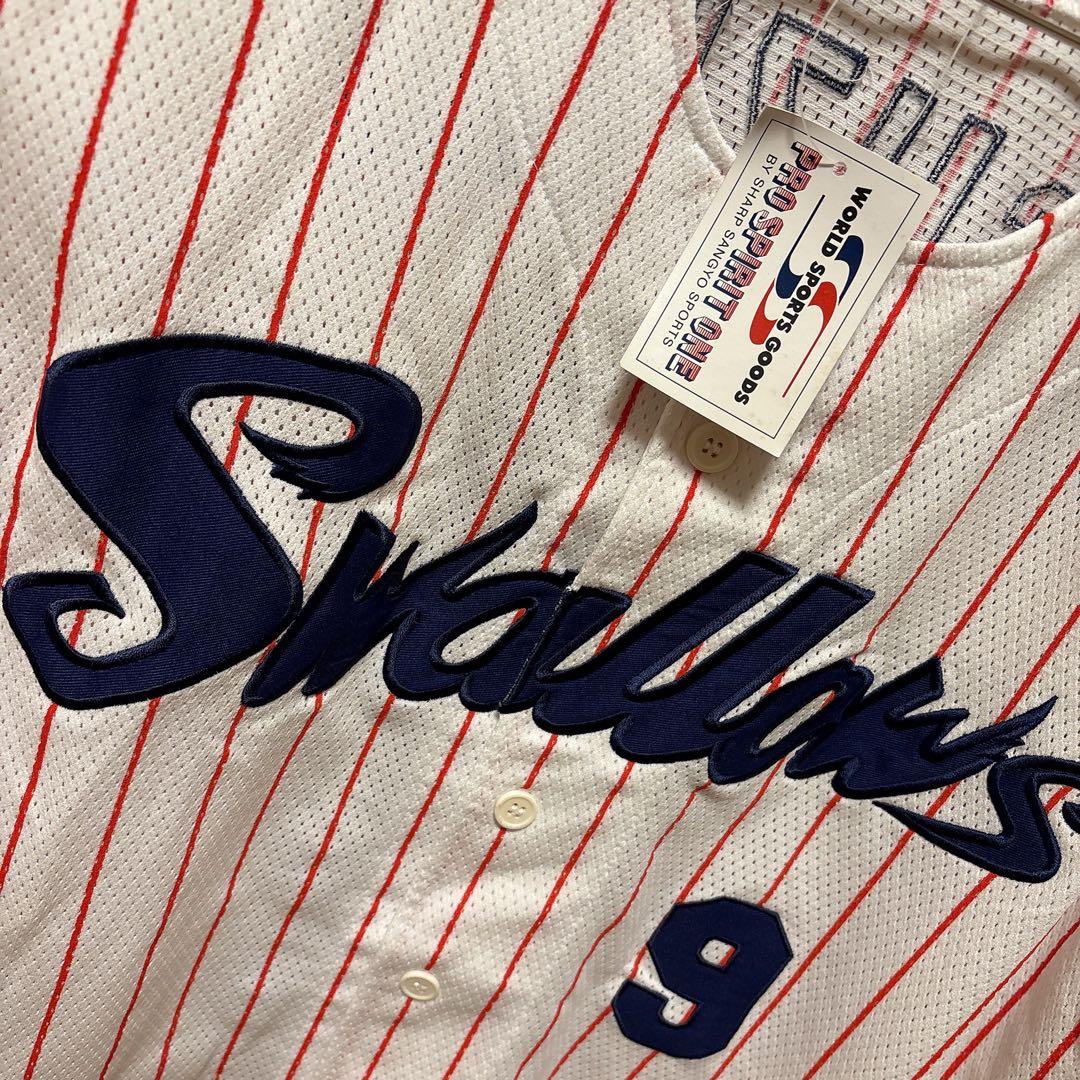 WORLD SPORTS GOODS
PRO SPIRIT ONE
BY SHARP SANGYO SPORTS
Swallows
9